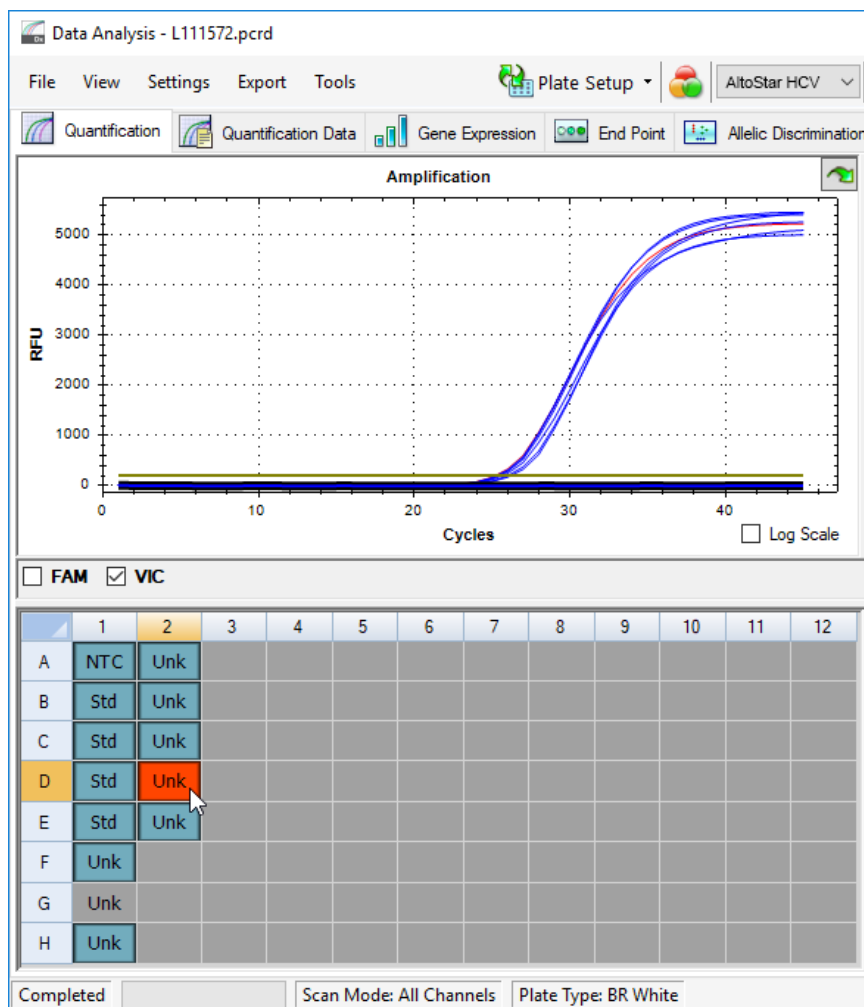 Data Analysis - L111572.pcrd
File View Settings Export Tools Plate Setup AltoStar HCV
Quantification Quantification Data Gene Expression End Point Allelic Discrimination
Amplification
5000
4000
3000
2000
1000
0
RFU
0 10 20 30 40
Cycles
Log Scale
FAM VIC
1 2 3 4 5 6 7 8 9 10 11 12
A NTC Unk
B Std Unk
C Std Unk
D Std Unk
E Std Unk
F Unk
G Unk
H Unk
Completed Scan Mode: All Channels Plate Type: BR White